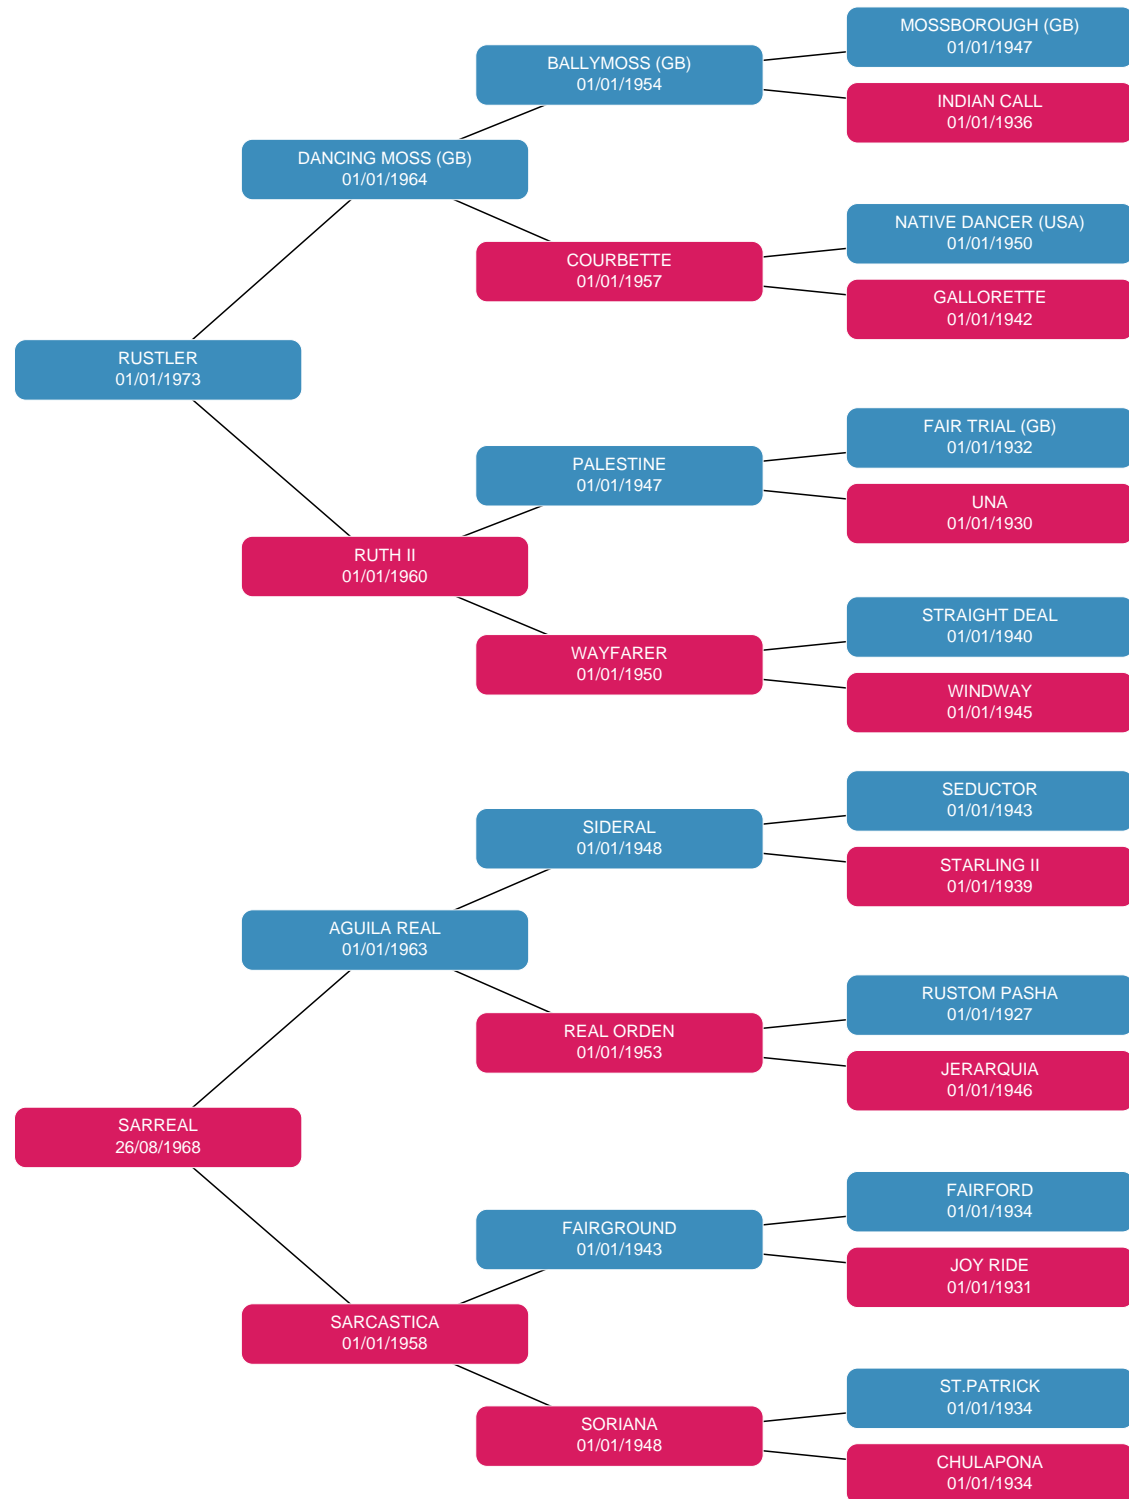 MOSSBOROUGH (GB)
01/01/1947
BALLYMOSS (GB)
01/01/1954
INDIAN CALL
01/01/1936
DANCING MOSS (GB)
01/01/1964
NATIVE DANCER (USA)
01/01/1950
COURBETTE
01/01/1957
GALLORETTE
01/01/1942
RUSTLER
01/01/1973
FAIR TRIAL (GB)
01/01/1932
PALESTINE
01/01/1947
UNA
01/01/1930
RUTH II
01/01/1960
STRAIGHT DEAL
01/01/1940
WAYFARER
01/01/1950
WINDWAY
01/01/1945
SEDUCTOR
01/01/1943
SIDERAL
01/01/1948
STARLING II
01/01/1939
AGUILA REAL
01/01/1963
RUSTOM PASHA
01/01/1927
REAL ORDEN
01/01/1953
JERARQUIA
01/01/1946
SARREAL
26/08/1968
FAIRFORD
01/01/1934
FAIRGROUND
01/01/1943
JOY RIDE
01/01/1931
SARCASTICA
01/01/1958
ST.PATRICK
01/01/1934
SORIANA
01/01/1948
CHULAPONA
01/01/1934